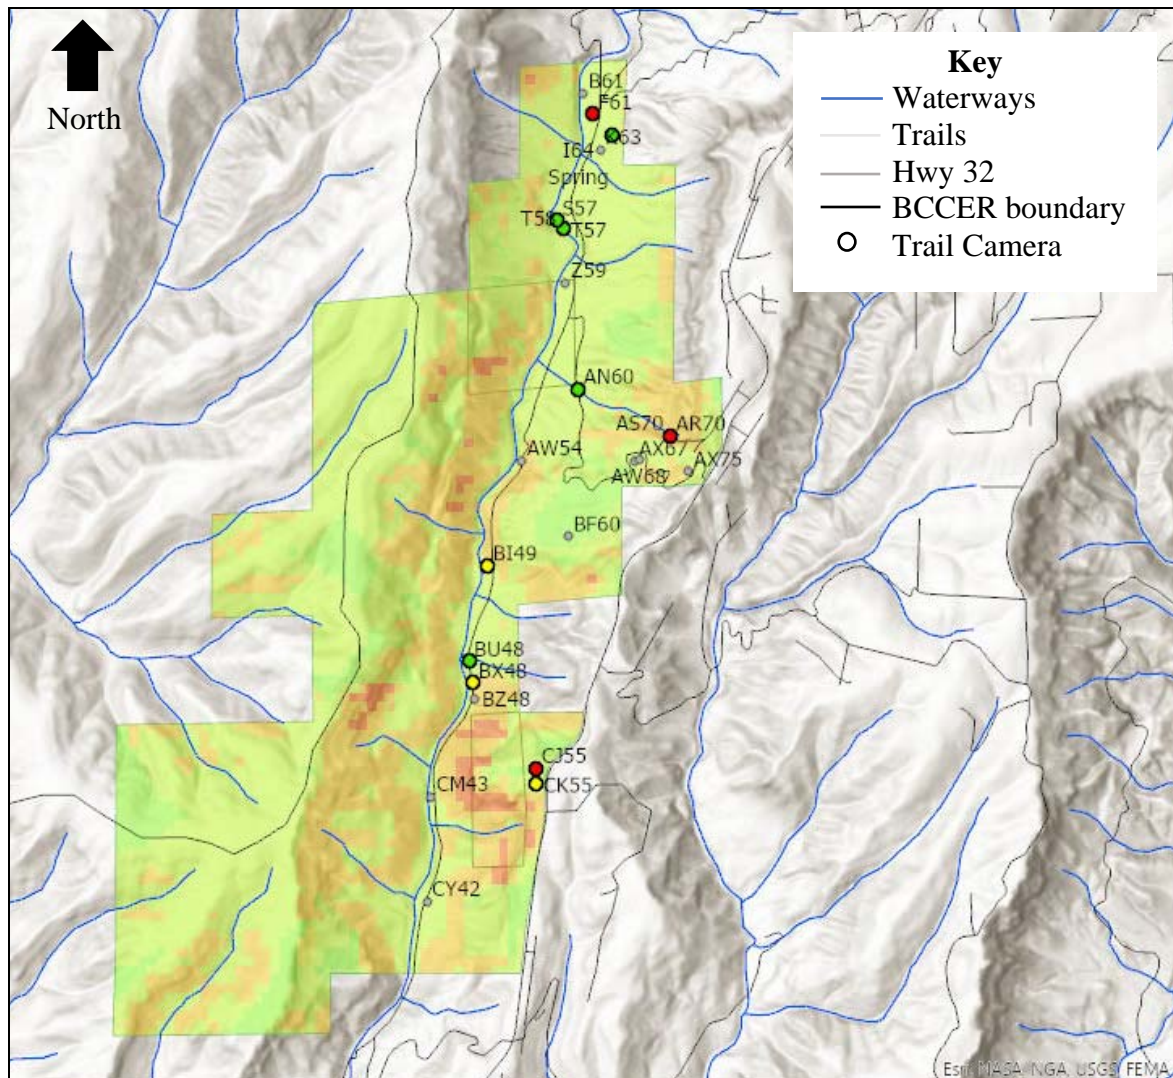 North
Key
Waterways
Trails
Hwy 32
BCCER boundary
Trail Camera
B61
F61
I64
Spring
T58
S57
T57
Z59
AN60
AS70
AR70
AW54
AX67
AW68
AX75
BF60
BI49
BU48
BX48
BZ48
CJ55
CK55
CM43
CY42
Esri, NASA, NGA, USGS, FEMA